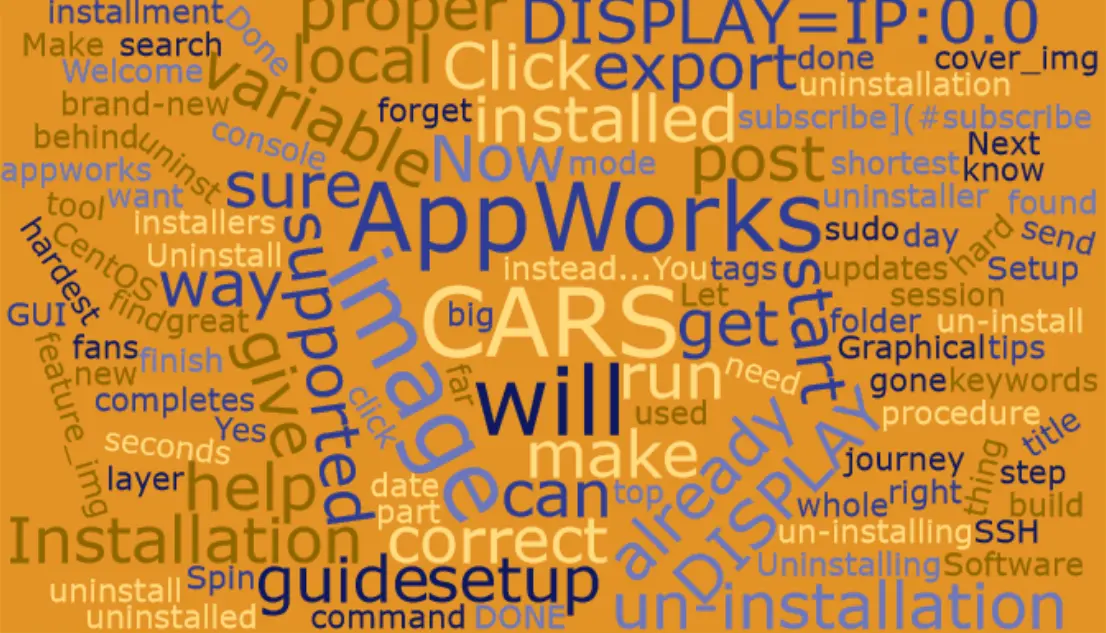 installment
Done
proper
DISPLAY=IP:0.0
Make
search
local
Click
export
done
cover_img
Welcome
variable
uninstallation
brand-new
forget
installed
subscribe](#subscribe
behind
uninst
console
Now
mode
post
shortest
Next
know
appworks
want
sure
AppWorks
uninstaller
found
tool
installers
supported
sudo
day
hard
send
hardest
CentOS
Uninstall
way
image
instead...You
tags
start
updates
Setup
GUI
find
great
big
CARS
Let
get
session
folder
un-install
fans
finish
give
far
will
run
need
Graphical
tips
feature_img
new
completes
click
used
gone
keywords
Yes
seconds
make
already
DISPLAY
procedure
title
layer
help
date
can
top
journey
thing
step
part
whole
right
build
Installation
correct
un-installing
SSH
uninstall
Spin
guide
setup
Uninstalling
Software
uninstalled
command
DONE
un-installation